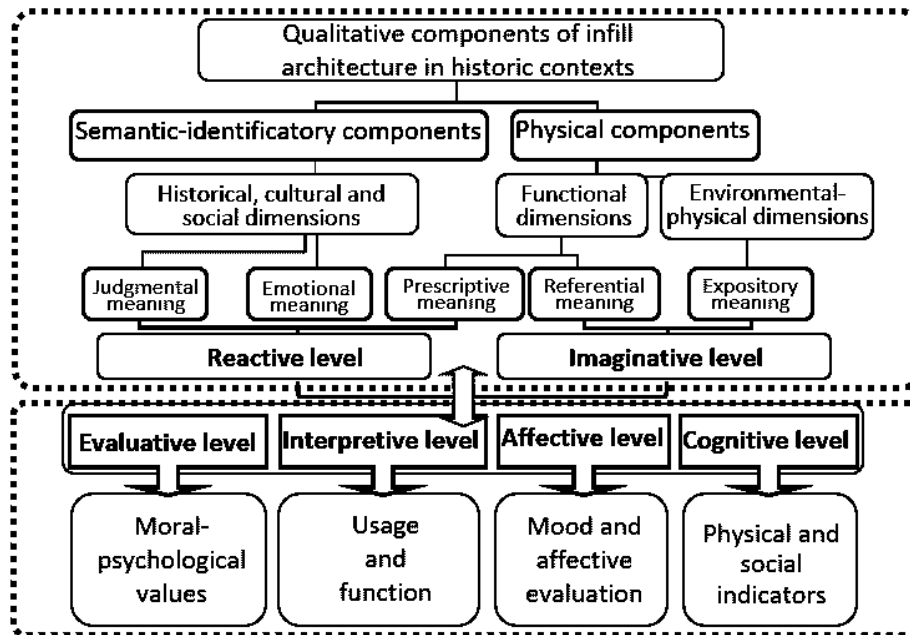 Qualitative components of infill
architecture in historic contexts
Semantic-identificatory components
Physical components
Historical, cultural and
social dimensions
Functional
dimensions
Environmental-
physical dimensions
Judgmental
meaning
Emotional
meaning
Prescriptive
meaning
Referential
meaning
Expository
meaning
Reactive level
Imaginative level
Evaluative level
Interpretive level
Affective level
Cognitive level
Moral-
psychological
values
Usage
and
function
Mood and
affective
evaluation
Physical and
social
indicators